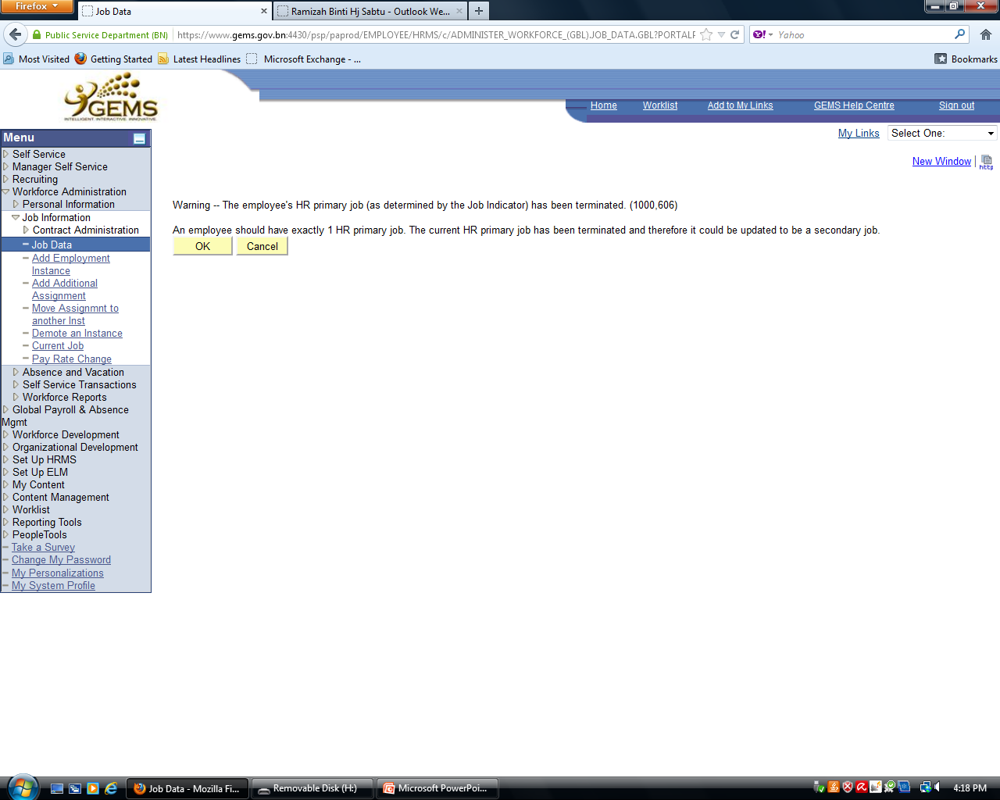 Firefox
Job Data
Ramizah Binti Hj Sabtu - Outlook We...
Public Service Department (BN)
https://www.gems.gov.bn:4430/psp/paprod/EMPLOYEE/HRMS/c/ADMINISTER_WORKFORCE_(GBL).JOB_DATA.GBL?PORTALF
Yahoo
Most Visited
Getting Started
Latest Headlines
Microsoft Exchange - ...
Bookmarks
GEMS
INTELLIGENT. INTERACTIVE. INNOVATIVE.
Home
Worklist
Add to My Links
GEMS Help Centre
Sign out
My Links
Select One:
New Window
http
Menu
Self Service
Manager Self Service
Recruiting
Workforce Administration
Personal Information
Job Information
Contract Administration
Job Data
Add Employment
Instance
Add Additional
Assignment
Move Assignmnt to
another Inst
Demote an Instance
Current Job
Pay Rate Change
Absence and Vacation
Self Service Transactions
Workforce Reports
Global Payroll & Absence
Mgmt
Workforce Development
Organizational Development
Set Up HRMS
Set Up ELM
My Content
Content Management
Worklist
Reporting Tools
PeopleTools
Take a Survey
Change My Password
My Personalizations
My System Profile
Warning -- The employee's HR primary job (as determined by the Job Indicator) has been terminated. (1000,606)
An employee should have exactly 1 HR primary job. The current HR primary job has been terminated and therefore it could be updated to be a secondary job.
OK
Cancel
Job Data - Mozilla Fi...
Removable Disk (H:)
Microsoft PowerPoi...
4:18 PM